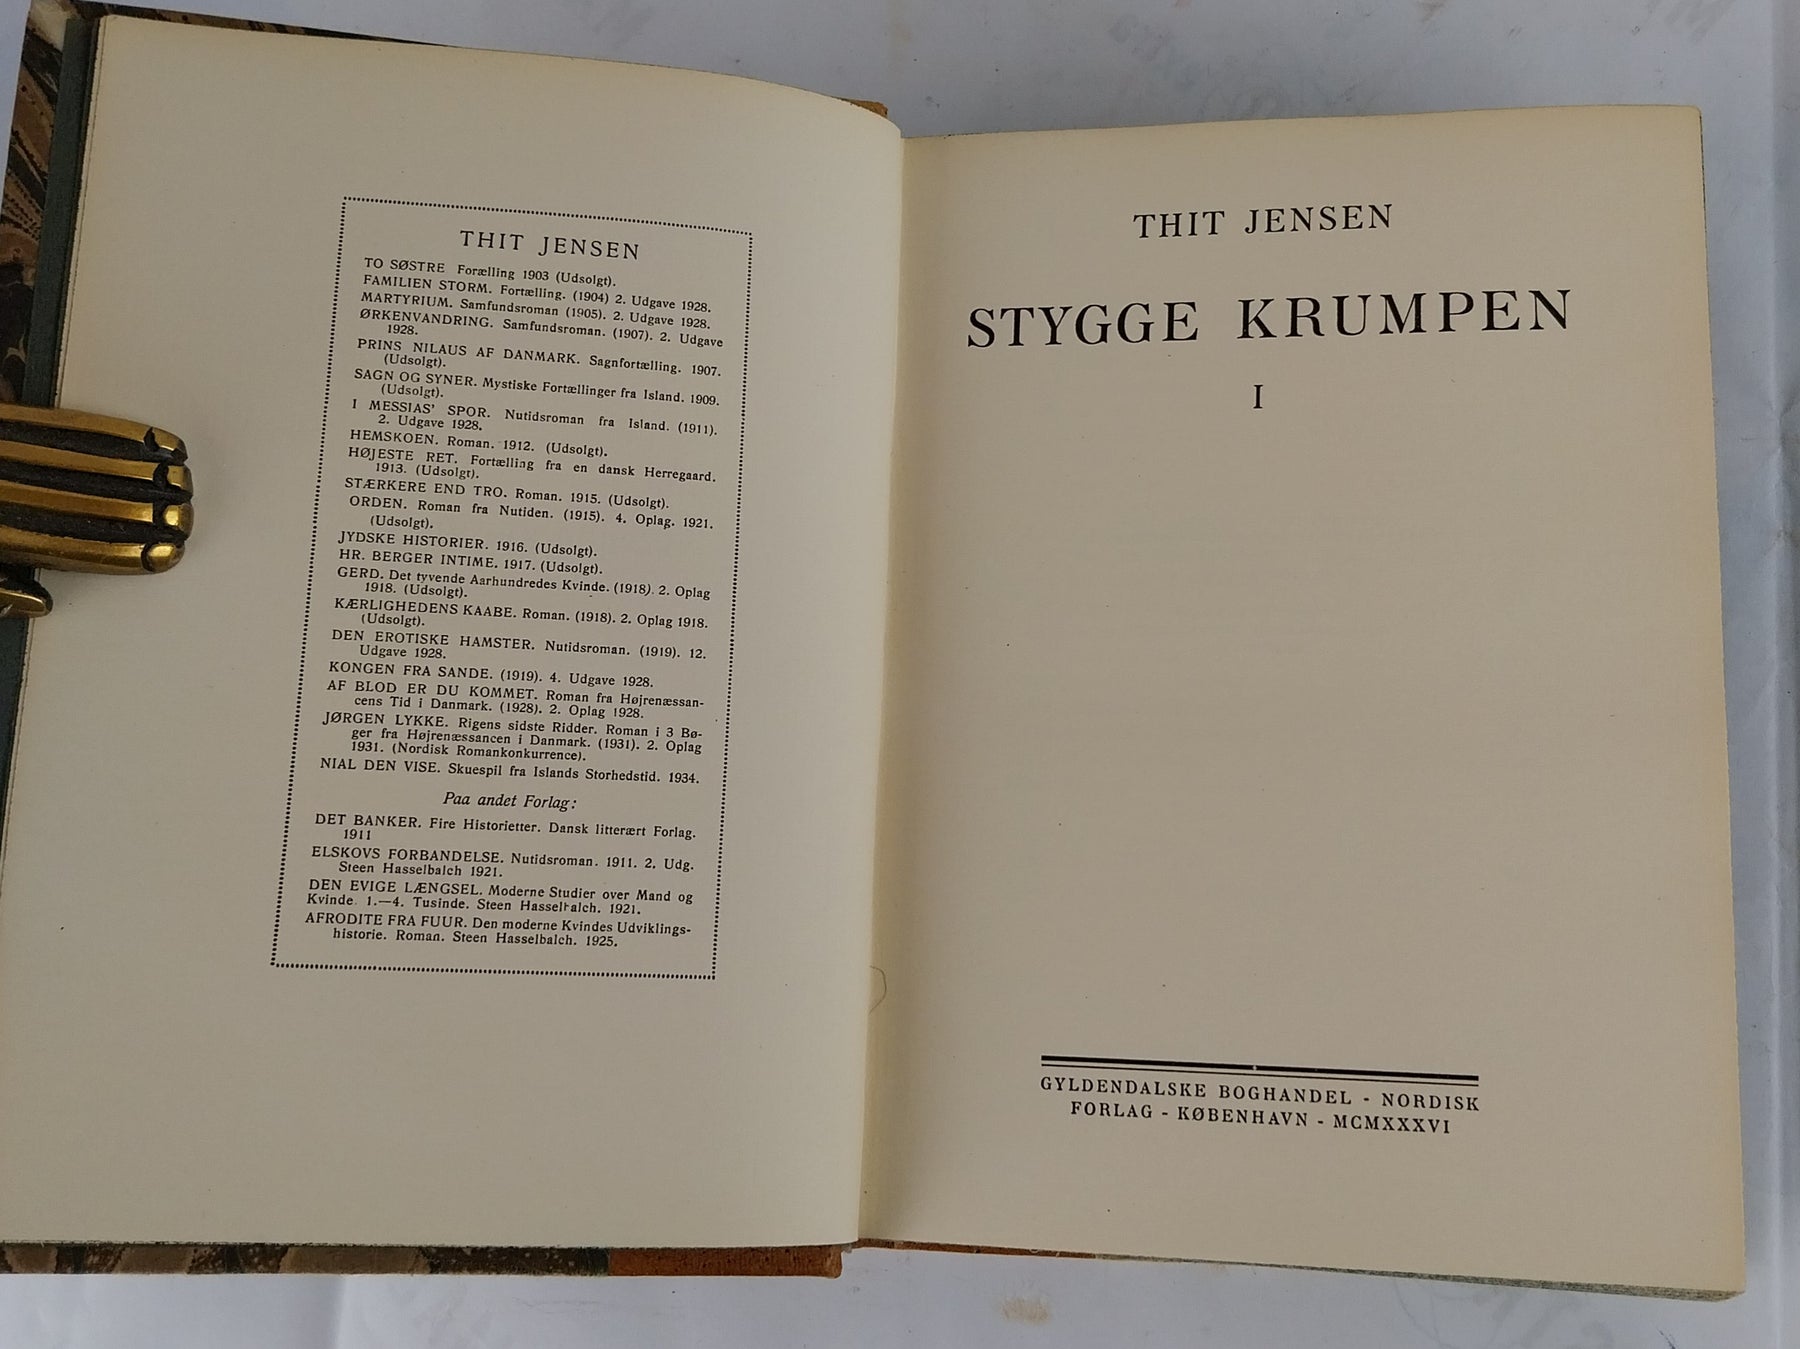 THIT JENSEN
TO SØSTRE Foræelling 1903 (Udsolgt).
FAMILIEN STORM. Fortælling. (1904) 2. Udgave 1928.
MARTYRIUM. Samfundsroman (1905). 2. Udgave 1928.
ØRKENVANDRING. Samfundsroman. (1907). 2. Udgave
1928.
PRINS NILAUS AF DANMARK. Sagnfortælling. 1907.
(Udsolgt).
SAGN OG SYNER. Mystiske Fortællinger fra Island. 1909.
(Udsolgt).
I MESSIAS' SPOR. Nutidsroman fra Island. (1911).
2. Udgave 1928.
HEMSKOEN. Roman. 1912. (Udsolgt).
HØJESTE RET. Fortælling fra en dansk Herregaard.
1913. (Udsolgt).
STÆRKERE END TRO. Roman. 1915. (Udsolgt).
ORDEN. Roman fra Nutiden. (1915). 4. Oplag. 1921.
(Udsolgt).
JYDSKE HISTORIER. 1916. (Udsolgt).
HR. BERGER INTIME. 1917. (Udsolgt).
GERD. Det tyvende Aarhundredes Kvinde. (1918). 2. Oplag
1918. (Udsolgt).
KÆRLIGHEDENS KAABE. Roman. (1918). 2. Oplag 1918.
(Udsolgt).
DEN EROTISKE HAMSTER. Nutidsroman. (1919). 12.
Udgave 1928.
KONGEN FRA SANDE. (1919). 4. Udgave 1928.
AF BLOD ER DU KOMMET. Roman fra Højrenæssan-
cens Tid i Danmark. (1928). 2. Oplag 1928.
JØRGEN LYKKE. Rigens sidste Ridder. Roman i 3 Bø-
ger fra Højrenæssancen i Danmark. (1931). 2. Oplag
1931. (Nordisk Romankonkurrence).
NIAL DEN VISE. Skuespil fra Islands Storhedstid. 1934.
Paa andet Forlag:
DET BANKER. Fire Historietter. Dansk litterært Forlag.
1911
ELSKOVS FORBANDELSE. Nutidsroman. 1911. 2. Udg.
Steen Hasselbalch 1921.
DEN EVIGE LÆNGSEL. Moderne Studier over Mand og
Kvinde. 1.—4. Tusinde. Steen Hasselbalch. 1921.
AFRODITE FRA FUUR. Den moderne Kvindes Udviklings-
historie. Roman. Steen Hasselbalch. 1925.
THIT JENSEN
STYGGE KRUMPEN
I
GYLDENDALSKE BOGHANDEL - NORDISK
FORLAG - KØBENHAVN - MCMXXXVI